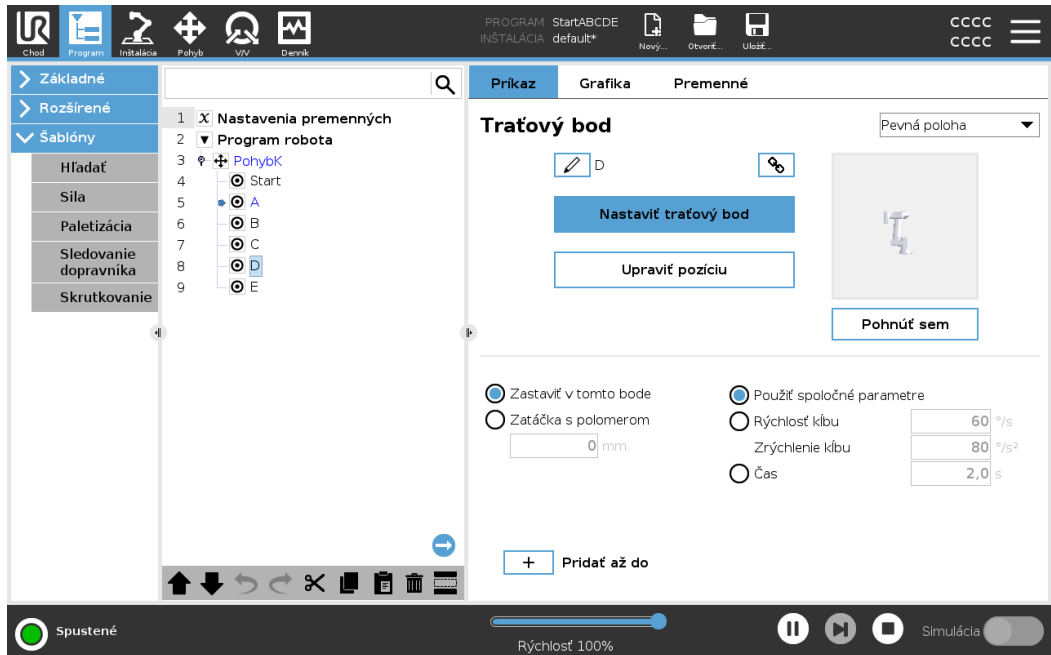 PROGRAM StartABCDE
INŠTALÁCIA default*
Chod
Program
Inštalácia
Pohyb
V/V
Denník
Nový...
Otvoriť...
Uložiť...
CCCC
CCCC
Základné
Rozšírené
Šablóny
Hľadať
Sila
Paletizácia
Sledovanie
dopravníka
Skrutkovanie
1 X Nastavenia premenných
2 Program robota
3 PohybK
4 Start
5 A
6 B
7 C
8 D
9 E
Príkaz
Grafika
Premenné
Traťový bod
Pevná poloha
D
Nastaviť traťový bod
Upraviť pozíciu
Pohnúť sem
Zastaviť v tomto bode
Zatáčka s polomerom
0 mm
Použiť spoločné parametre
Rýchlosť kĺbu 60 °/s
Zrýchlenie kĺbu 80 °/s²
Čas 2,0 s
+ Pridať až do
Spustené
Rýchlosť 100%
Simulácia